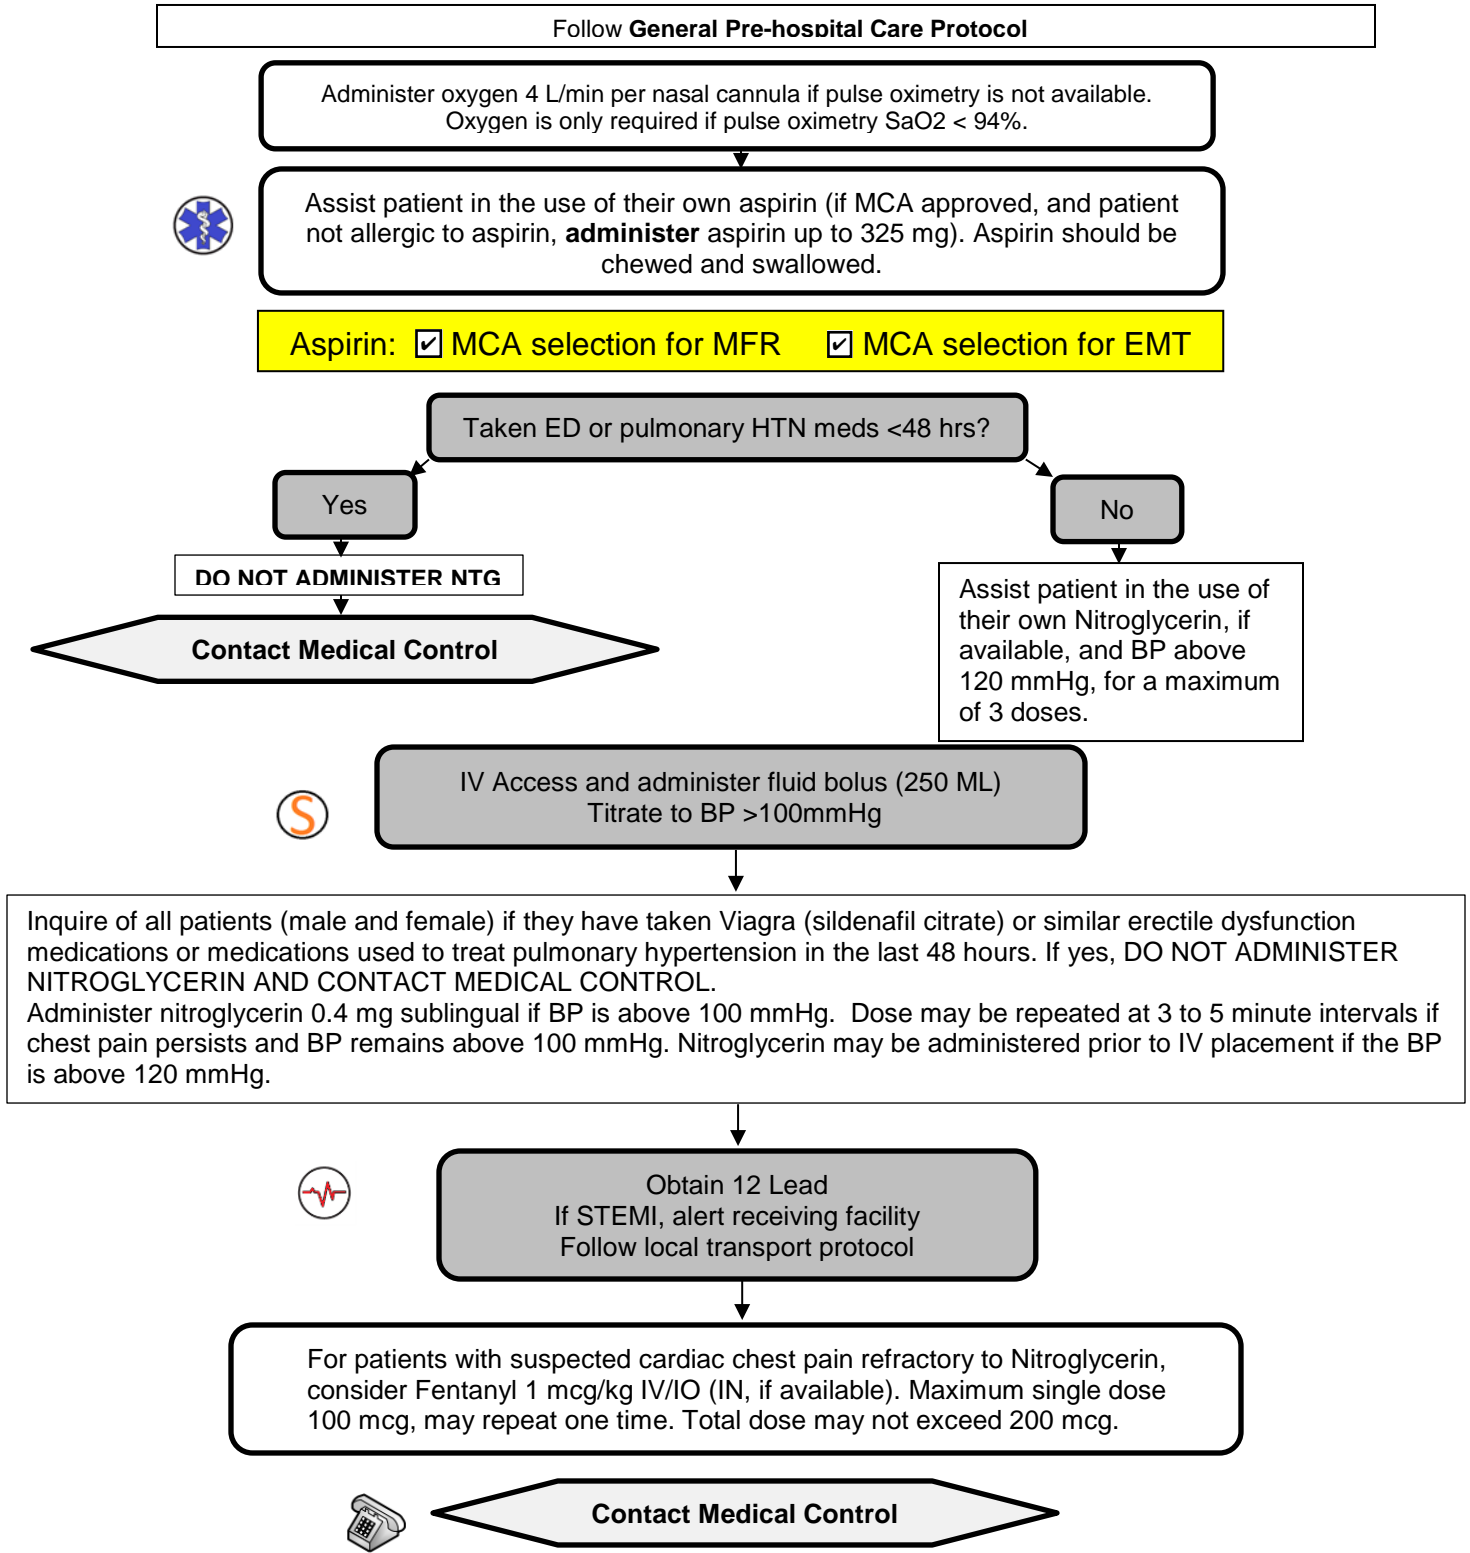 Follow General Pre-hospital Care Protocol
Administer oxygen 4 L/min per nasal cannula if pulse oximetry is not available.
Oxygen is only required if pulse oximetry SaO2 < 94%.
Assist patient in the use of their own aspirin (if MCA approved, and patient
not allergic to aspirin, administer aspirin up to 325 mg). Aspirin should be
chewed and swallowed.
Aspirin: ☑ MCA selection for MFR ☑ MCA selection for EMT
Taken ED or pulmonary HTN meds <48 hrs?
Yes
No
DO NOT ADMINISTER NTG
Contact Medical Control
Assist patient in the use of
their own Nitroglycerin, if
available, and BP above
120 mmHg, for a maximum
of 3 doses.
S
IV Access and administer fluid bolus (250 ML)
Titrate to BP >100mmHg
Inquire of all patients (male and female) if they have taken Viagra (sildenafil citrate) or similar erectile dysfunction
medications or medications used to treat pulmonary hypertension in the last 48 hours. If yes, DO NOT ADMINISTER
NITROGLYCERIN AND CONTACT MEDICAL CONTROL.
Administer nitroglycerin 0.4 mg sublingual if BP is above 100 mmHg. Dose may be repeated at 3 to 5 minute intervals if
chest pain persists and BP remains above 100 mmHg. Nitroglycerin may be administered prior to IV placement if the BP
is above 120 mmHg.
Obtain 12 Lead
If STEMI, alert receiving facility
Follow local transport protocol
For patients with suspected cardiac chest pain refractory to Nitroglycerin,
consider Fentanyl 1 mcg/kg IV/IO (IN, if available). Maximum single dose
100 mcg, may repeat one time. Total dose may not exceed 200 mcg.
Contact Medical Control